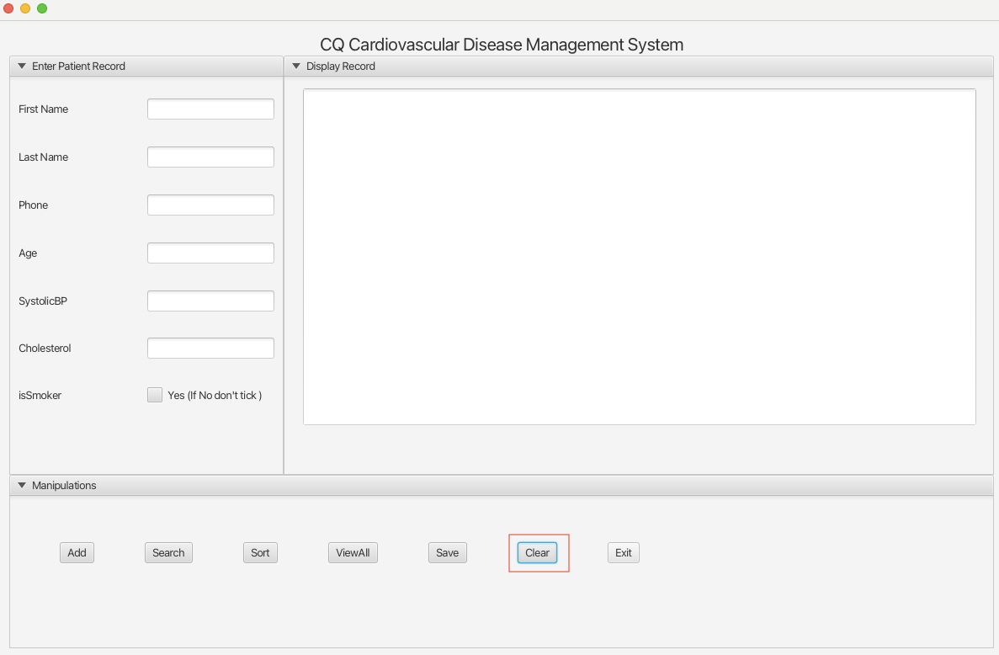 CQ Cardiovascular Disease Management System
Enter Patient Record
Display Record
First Name
Last Name
Phone
Age
SystolicBP
Cholesterol
isSmoker
Yes (If No don't tick )
Manipulations
Add
Search
Sort
ViewAll
Save
Clear
Exit